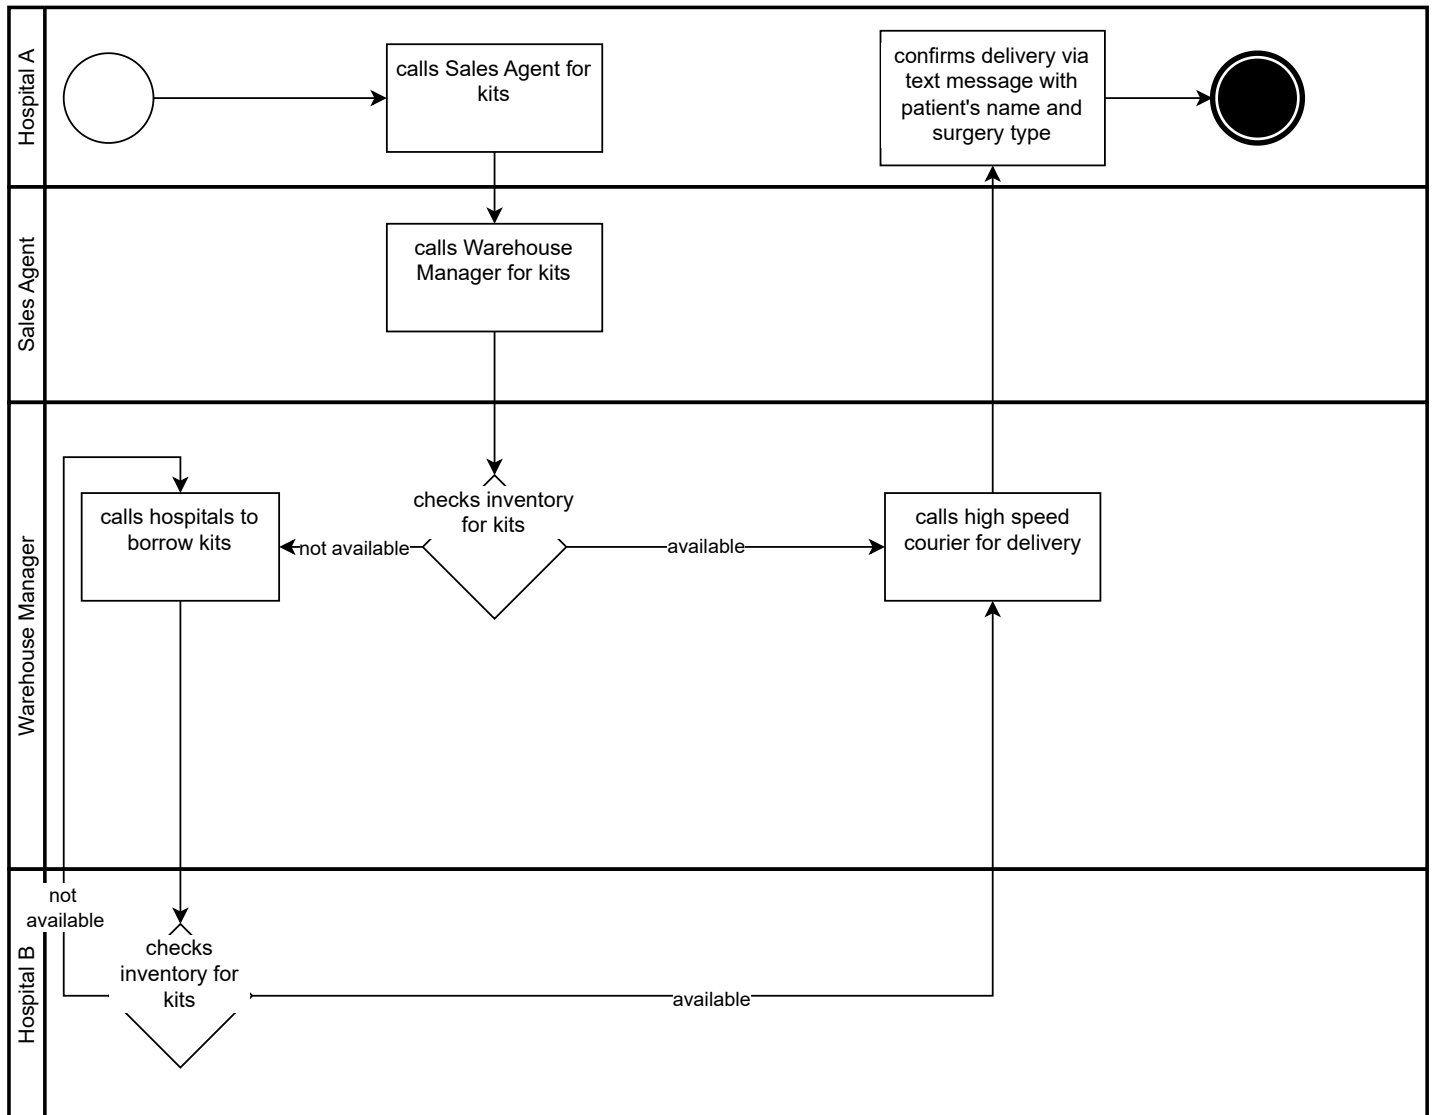 Hospital A
calls Sales Agent for
kits
confirms delivery via
text message with
patient's name and
surgery type
Sales Agent
calls Warehouse
Manager for kits
Warehouse Manager
calls hospitals to
borrow kits
not available
checks inventory
for kits
available
calls high speed
courier for delivery
Hospital B
not
available
checks
inventory for
kits
available